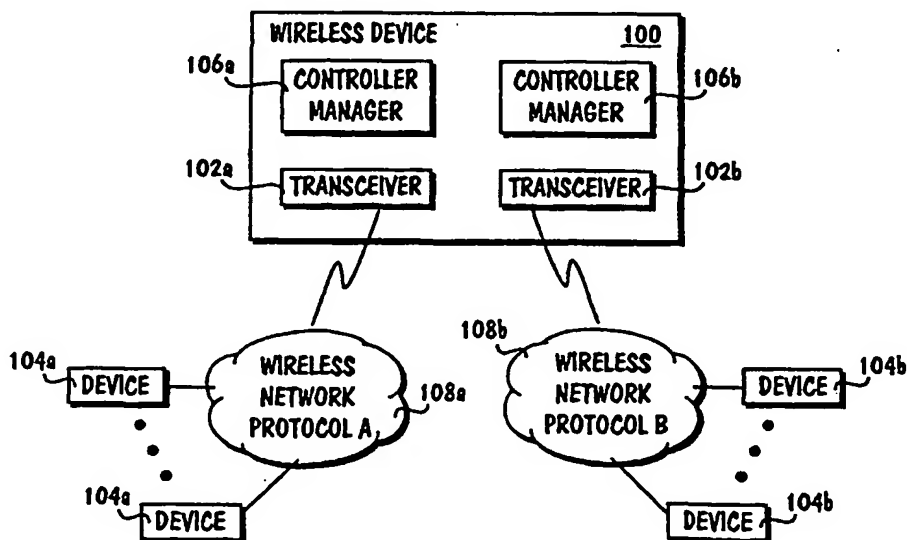 WIRELESS DEVICE 100
106a
CONTROLLER
MANAGER
CONTROLLER
MANAGER
106b
102a
TRANSCEIVER
TRANSCEIVER
102b
104a
DEVICE
WIRELESS
NETWORK
PROTOCOL A
108a
108b
WIRELESS
NETWORK
PROTOCOL B
DEVICE
104b
104a
DEVICE
DEVICE
104b